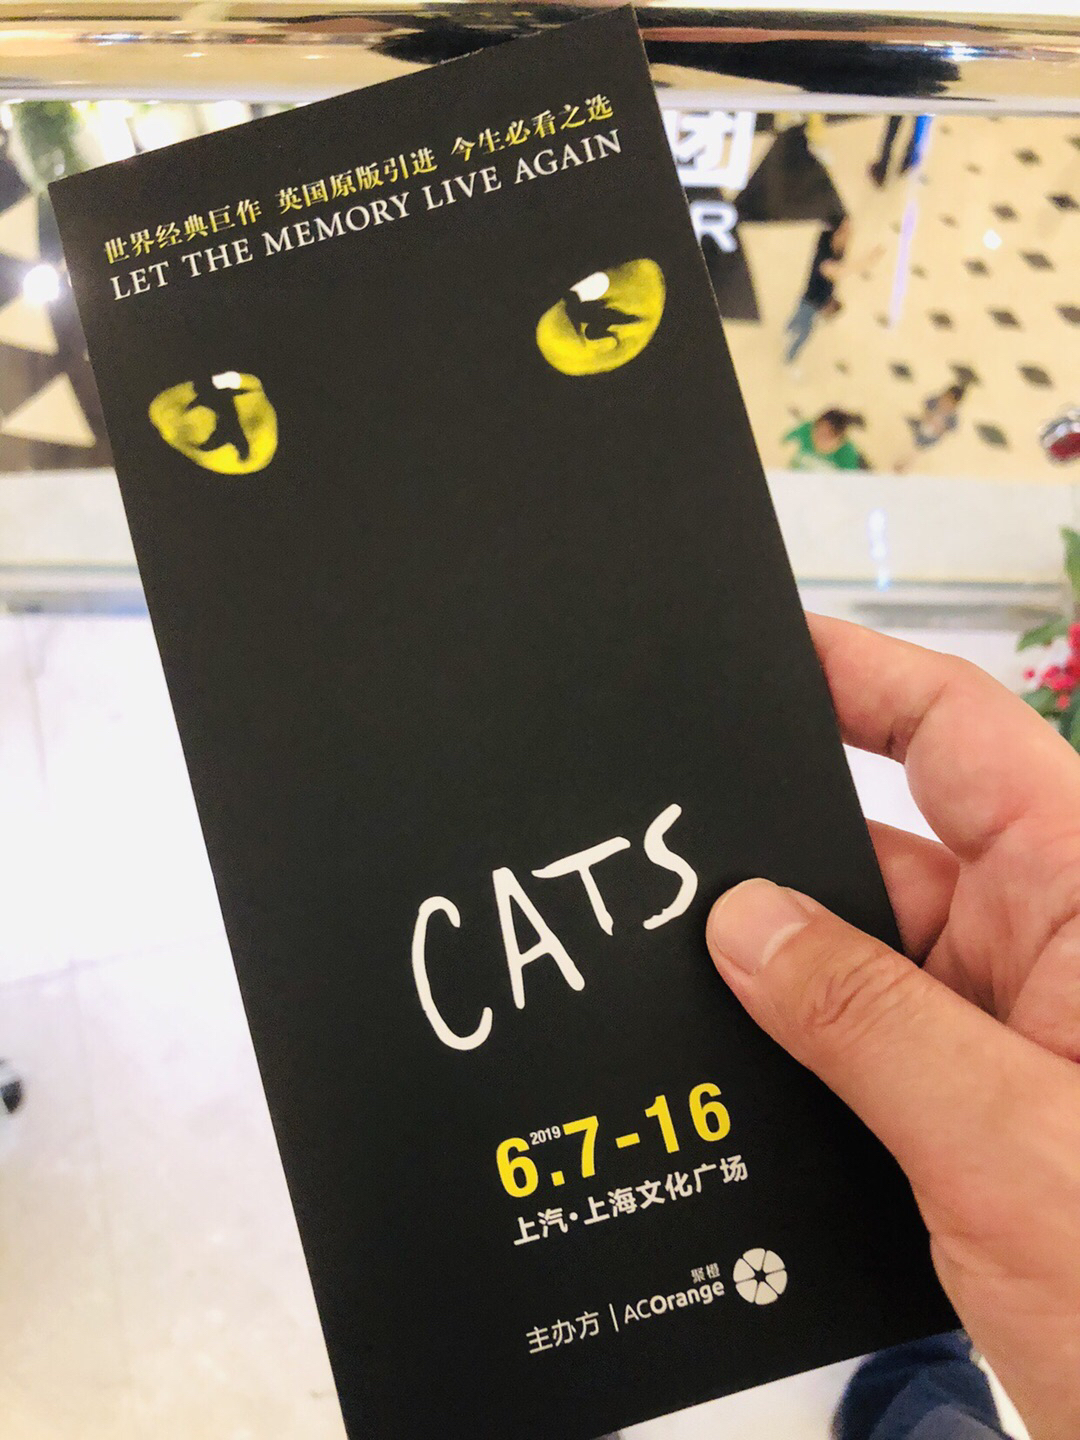 世界经典巨作 英国原版引进 今生必看之选
LET THE MEMORY LIVE AGAIN
CATS
2019
6.7-16
上汽·上海文化广场
主办方 | 聚橙 ACOrange
团
R